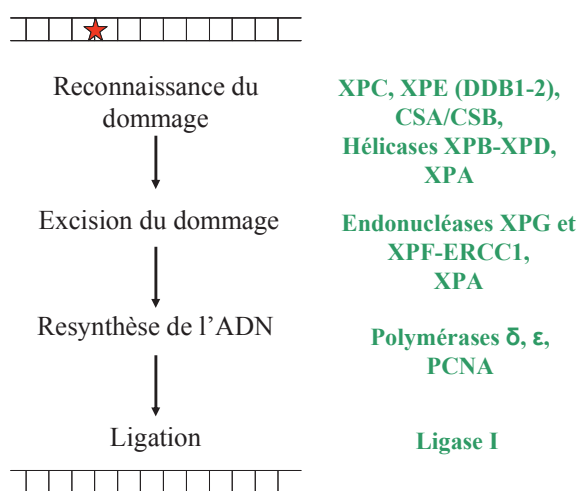 Reconnaissance du
dommage
XPC, XPE (DDB1-2),
CSA/CSB,
Hélicases XPB-XPD,
XPA
Excision du dommage
Endonucléases XPG et
XPF-ERCC1,
XPA
Resynthèse de l’ADN
Polymérases δ, ε,
PCNA
Ligation
Ligase I